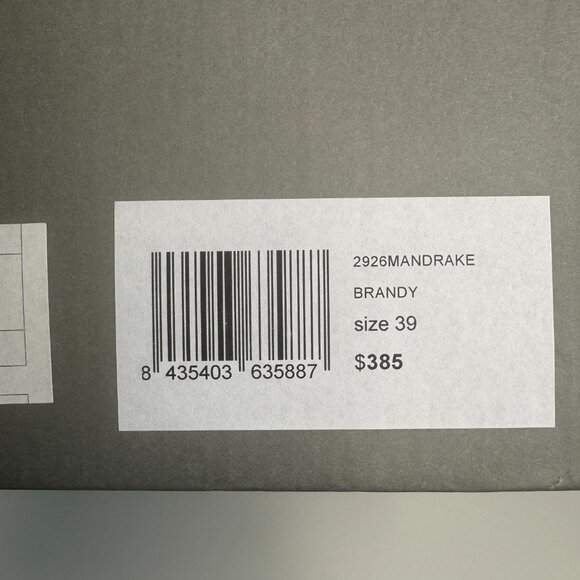 2926MANDRAKE
BRANDY
size 39
$385
8 435403 635887